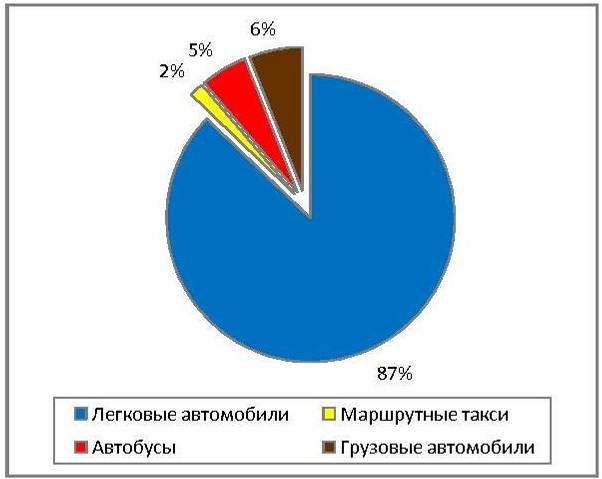 6%
5%
2%
87%
Легковые автомобили
Маршрутные такси
Автобусы
Грузовые автомобили